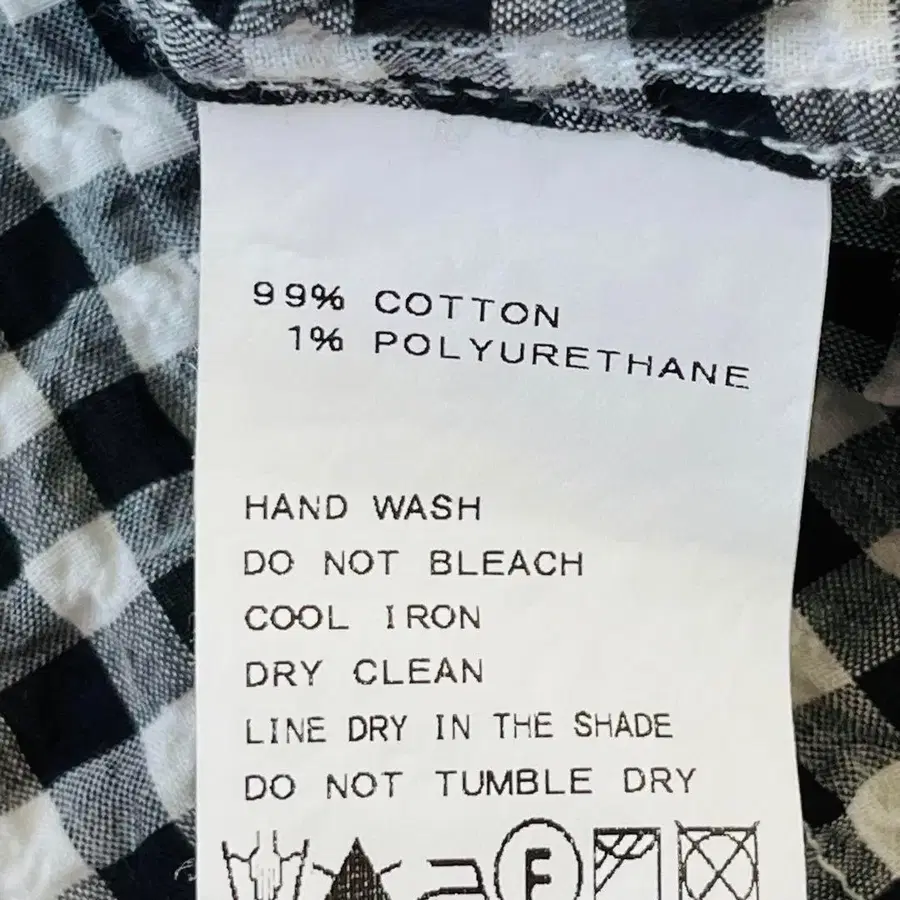 99% COTTON
1% POLYURETHANE
HAND WASH
DO NOT BLEACH
COOL IRON
DRY CLEAN
LINE DRY IN THE SHADE
DO NOT TUMBLE DRY
F